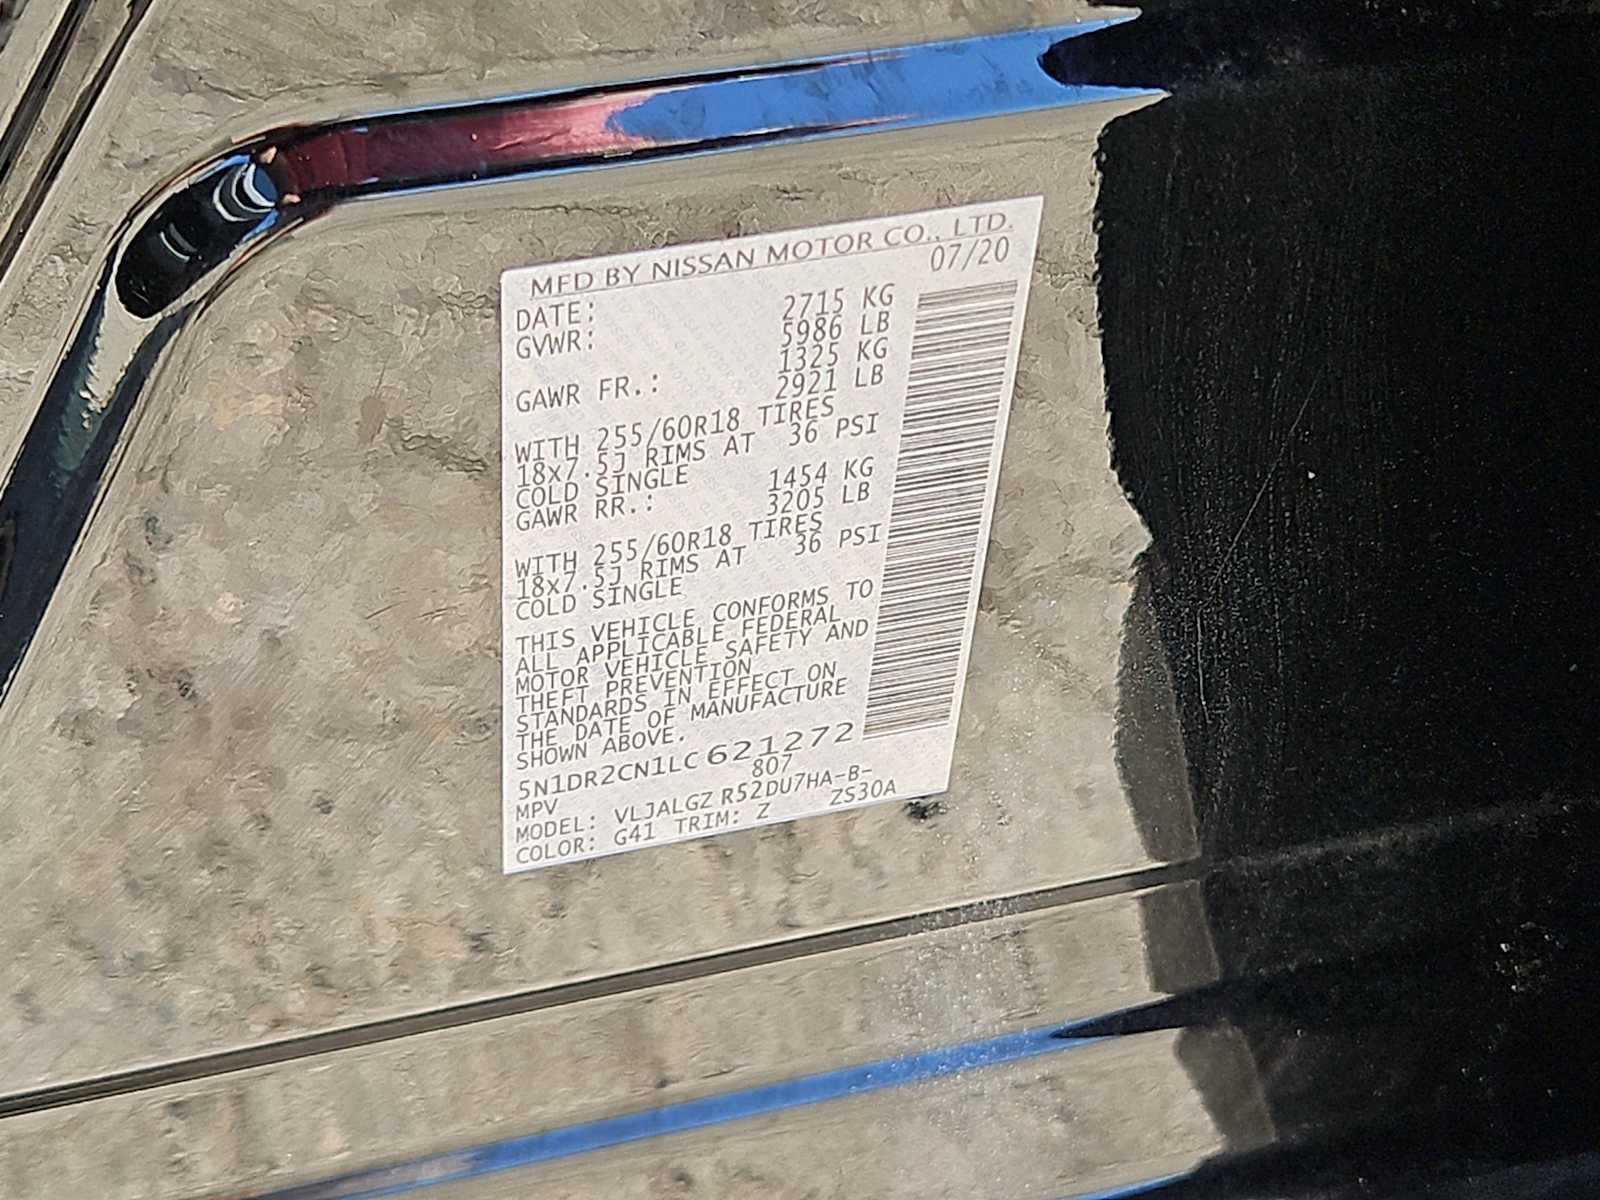 MFD BY NISSAN MOTOR CO., LTD.
DATE: 07/20
GVWR: 2715 KG
5986 LB
GAWR FR.: 1325 KG
2921 LB
WITH 255/60R18 TIRES
18x7.5J RIMS AT 36 PSI
COLD SINGLE
GAWR RR.: 1454 KG
3205 LB
WITH 255/60R18 TIRES
18x7.5J RIMS AT 36 PSI
COLD SINGLE
THIS VEHICLE CONFORMS TO
ALL APPLICABLE FEDERAL
MOTOR VEHICLE SAFETY AND
THEFT PREVENTION
STANDARDS IN EFFECT ON
THE DATE OF MANUFACTURE
SHOWN ABOVE.
5N1DR2CN1LC621272
MPV 807
MODEL: VLJALGZ R52DU7HA-B-
COLOR: G41 TRIM: Z ZS30A